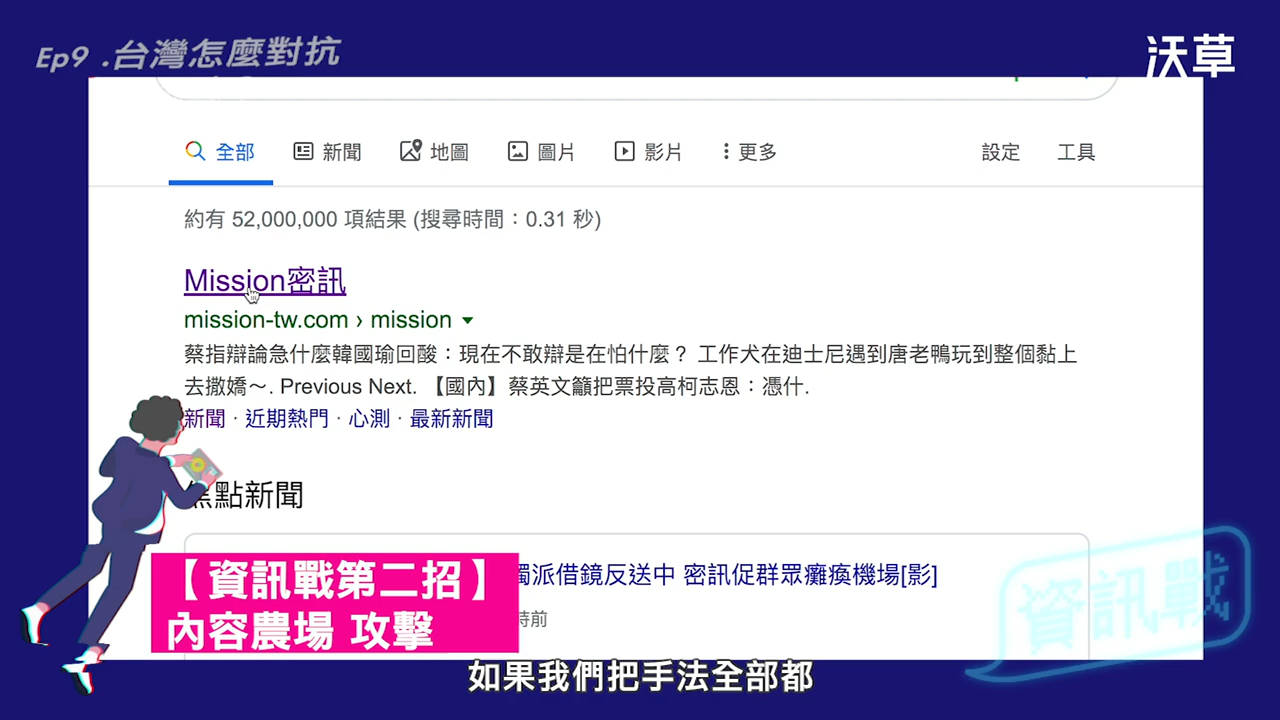 Ep9 .台灣怎麼對抗
沃草
全部 新聞 地圖 圖片 影片 更多 設定 工具
約有 52,000,000 項結果 (搜尋時間：0.31 秒)
Mission密訊
mission-tw.com › mission
蔡指辯論急什麼韓國瑜回酸：現在不敢辯是在怕什麼？ 工作犬在迪士尼遇到唐老鴨玩到整個黏上
去撒嬌～. Previous Next. 【國內】蔡英文籲把票投高柯志恩：憑什.
新聞 · 近期熱門 · 心測 · 最新新聞
焦點新聞
獨派借鏡反送中 密訊促群眾癱瘓機場[影]
時前
【資訊戰第二招】
內容農場 攻擊
資訊戰
如果我們把手法全部都